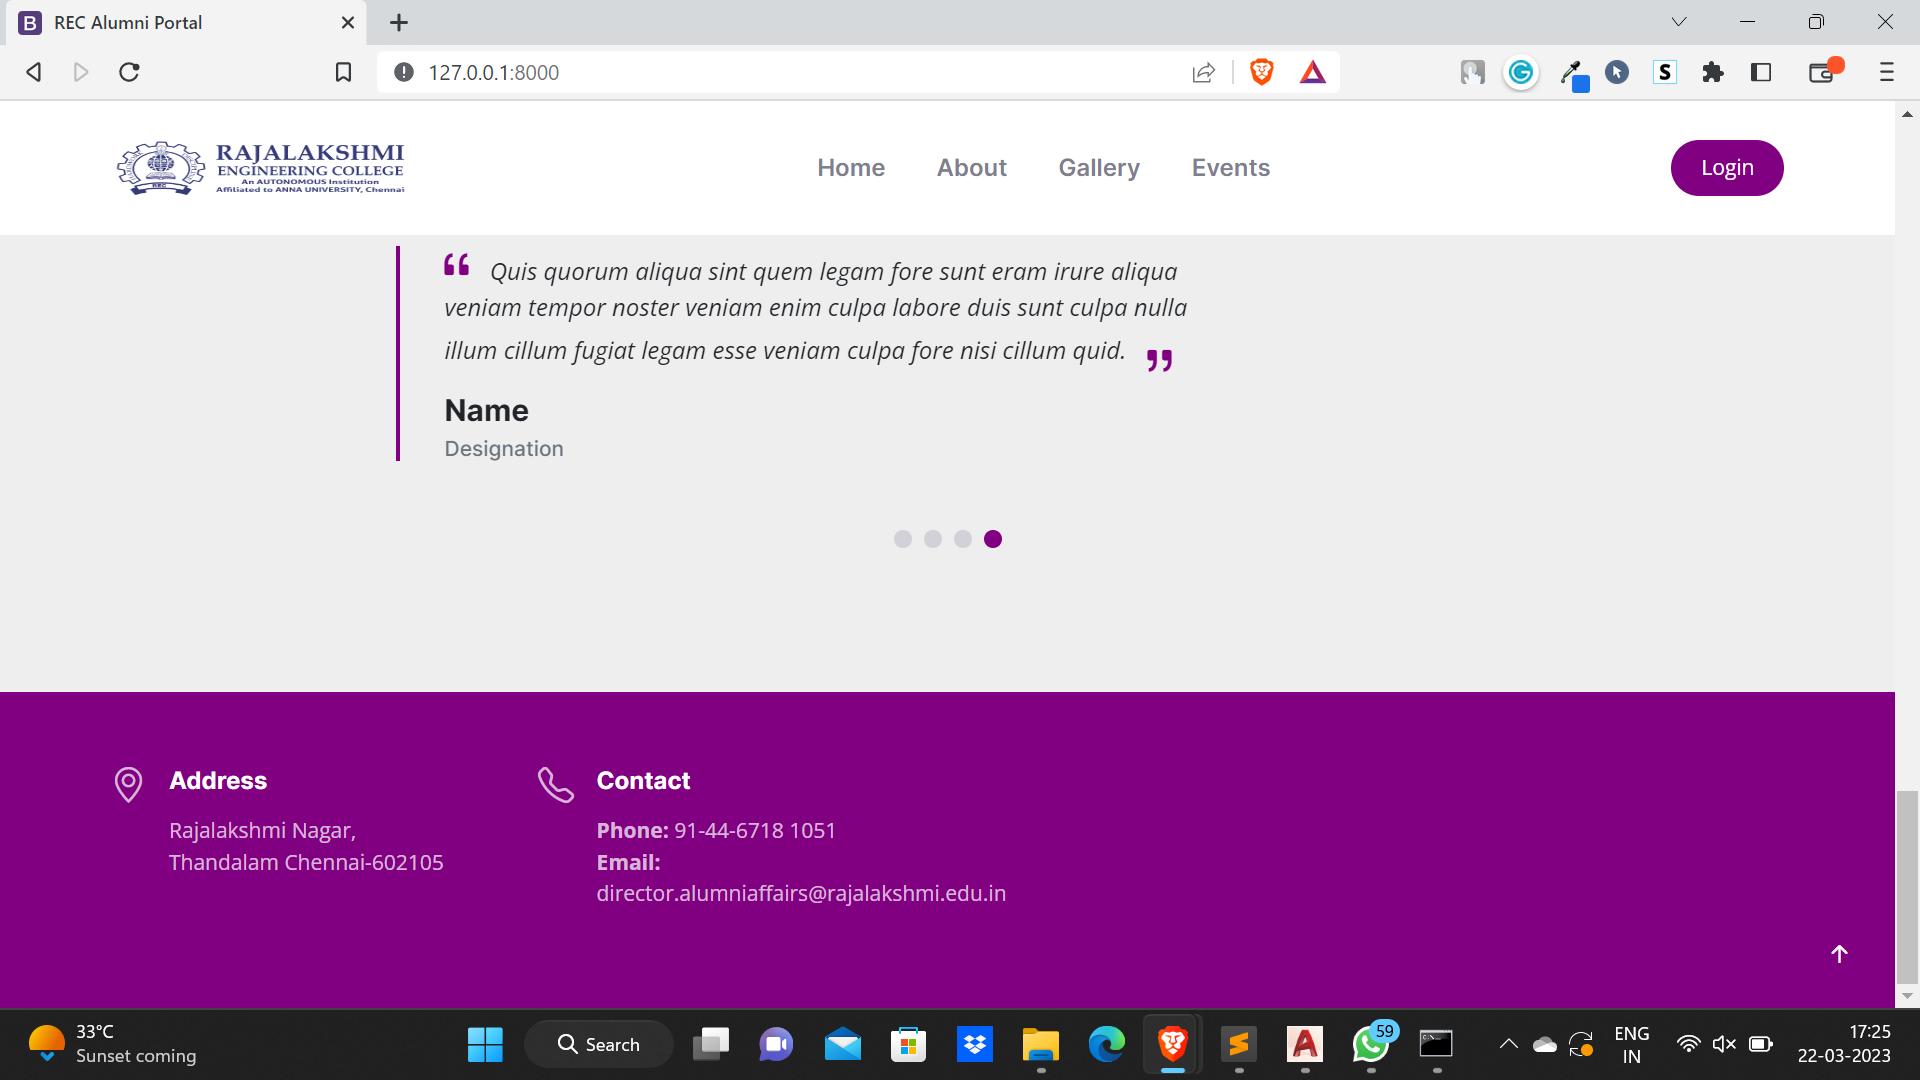 REC Alumni Portal
127.0.0.1:8000
RAJALAKSHMI
ENGINEERING COLLEGE
An AUTONOMOUS Institution
Affiliated to ANNA UNIVERSITY, Chennai
REC
Home
About
Gallery
Events
Login
“ Quis quorum aliqua sint quem legam fore sunt eram irure aliqua
veniam tempor noster veniam enim culpa labore duis sunt culpa nulla
illum cillum fugiat legam esse veniam culpa fore nisi cillum quid. ”
Name
Designation
Address
Rajalakshmi Nagar,
Thandalam Chennai-602105
Contact
Phone: 91-44-6718 1051
Email:
director.alumniaffairs@rajalakshmi.edu.in
33°C
Sunset coming
Search
59
ENG
IN
17:25
22-03-2023